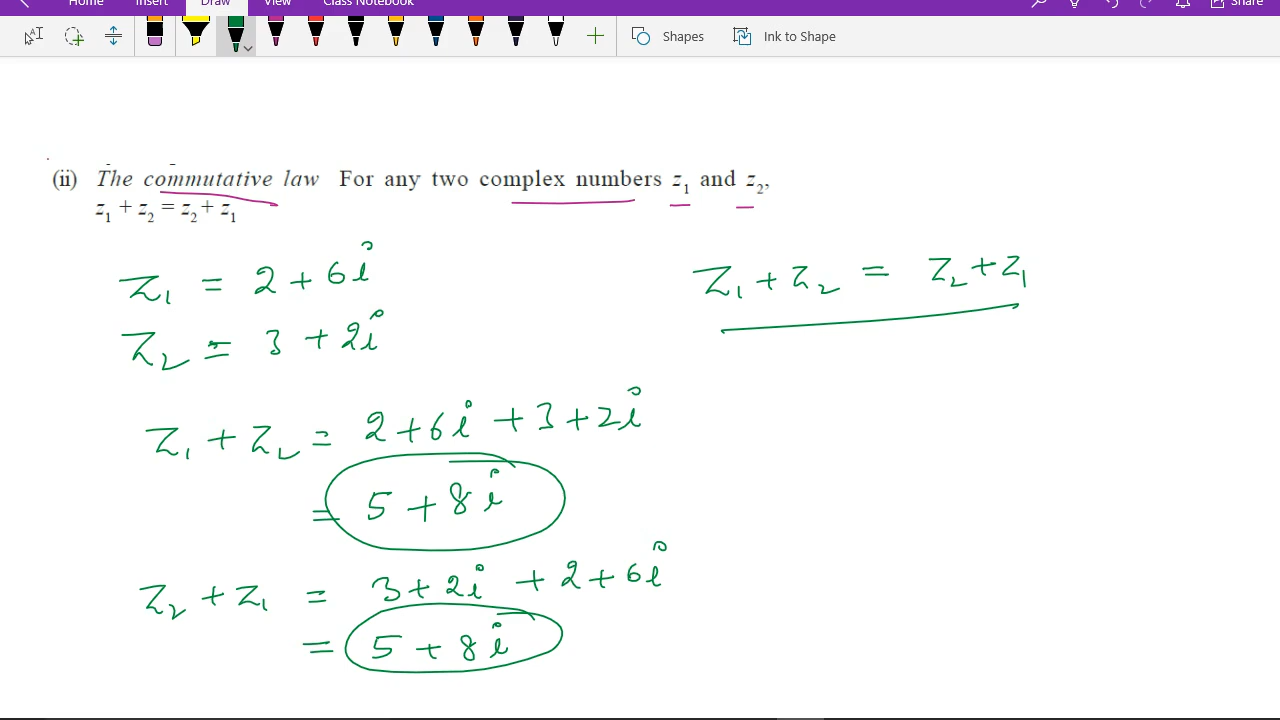 Home Insert Draw View Class Notebook Share
Shapes Ink to Shape
(ii) The commutative law For any two complex numbers z₁ and z₂,
z₁ + z₂ = z₂ + z₁
z₁ = 2 + 6i
z₂ = 3 + 2i
z₁ + z₂ = z₂ + z₁
z₁ + z₂ = 2 + 6i + 3 + 2i
= 5 + 8i
z₂ + z₁ = 3 + 2i + 2 + 6i
= 5 + 8i